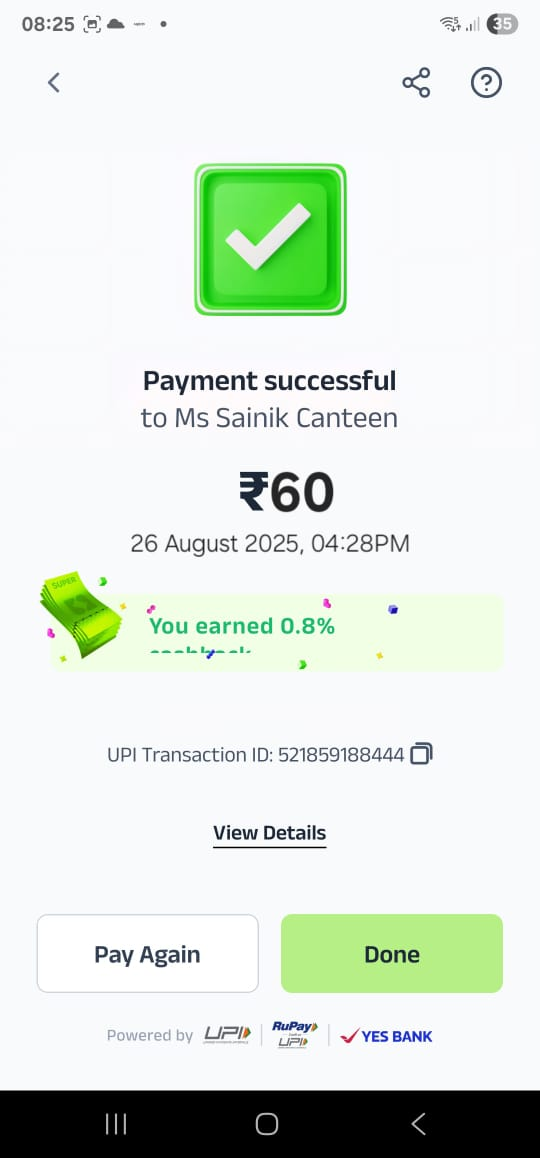 08:25
35
Payment successful
to Ms Sainik Canteen
₹60
26 August 2025, 04:28PM
SUPER
You earned 0.8%
cashback
UPI Transaction ID: 521859188444
View Details
Pay Again
Done
Powered by UPI RuPay UPI YES BANK